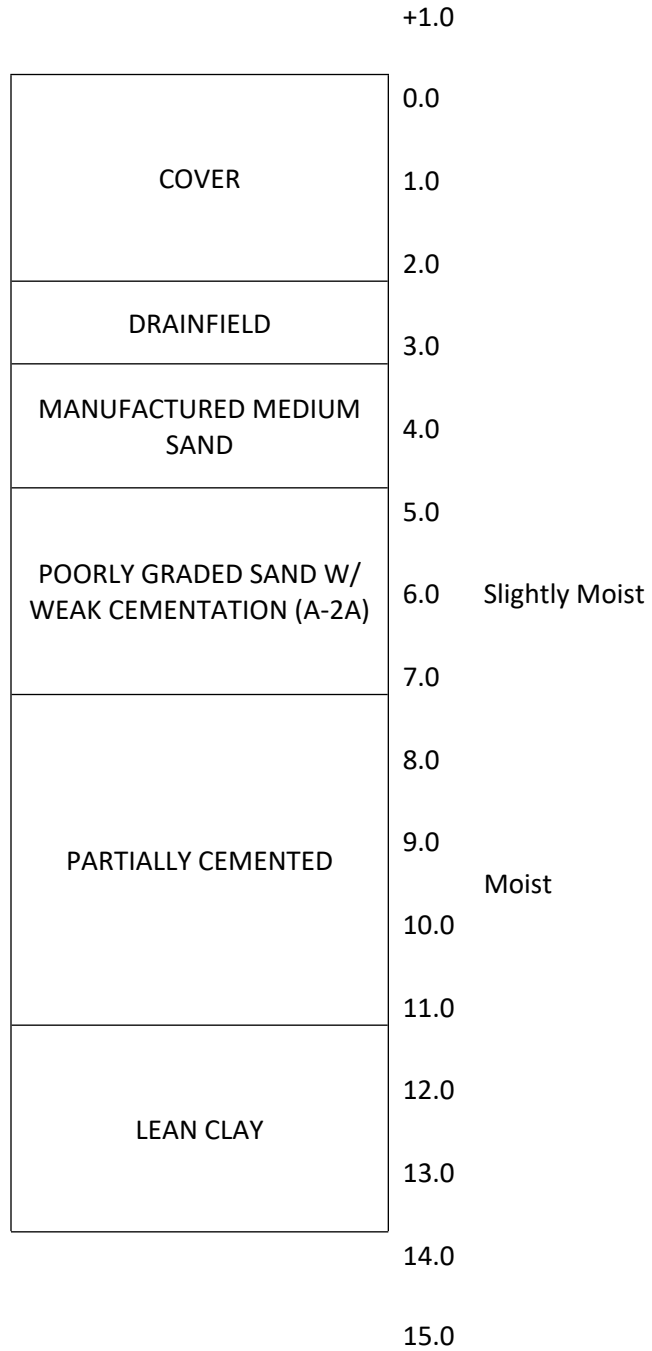 +1.0
0.0
COVER
1.0
2.0
DRAINFIELD
3.0
MANUFACTURED MEDIUM
SAND
4.0
5.0
POORLY GRADED SAND W/
WEAK CEMENTATION (A-2A)
6.0 Slightly Moist
7.0
8.0
PARTIALLY CEMENTED
9.0
Moist
10.0
11.0
12.0
LEAN CLAY
13.0
14.0
15.0